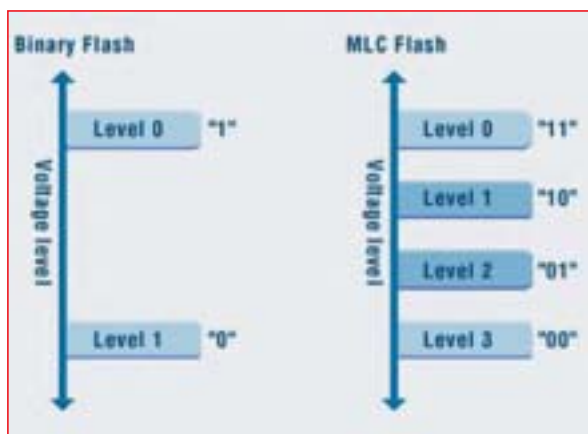 Binary Flash
Voltage level
Level 0 "1"
Level 1 "0"
MLC Flash
Voltage level
Level 0 "11"
Level 1 "10"
Level 2 "01"
Level 3 "00"